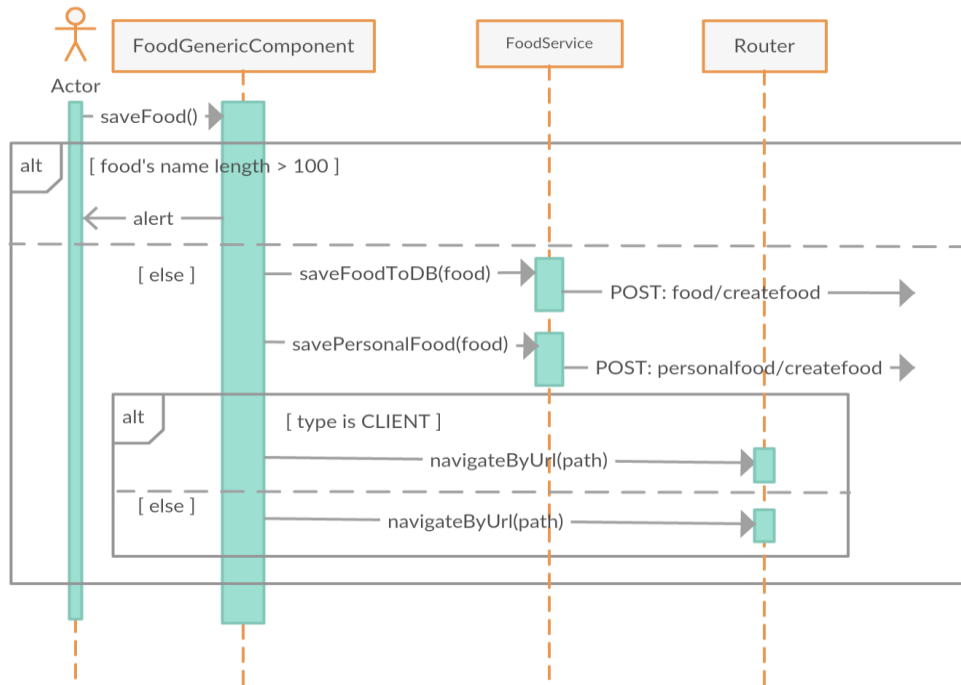 FoodGenericComponent
FoodService
Router
Actor
saveFood()
alt
[ food's name length > 100 ]
alert
[ else ]
saveFoodToDB(food)
POST: food/createfood
savePersonalFood(food)
POST: personalfood/createfood
alt
[ type is CLIENT ]
navigateByUrl(path)
[ else ]
navigateByUrl(path)